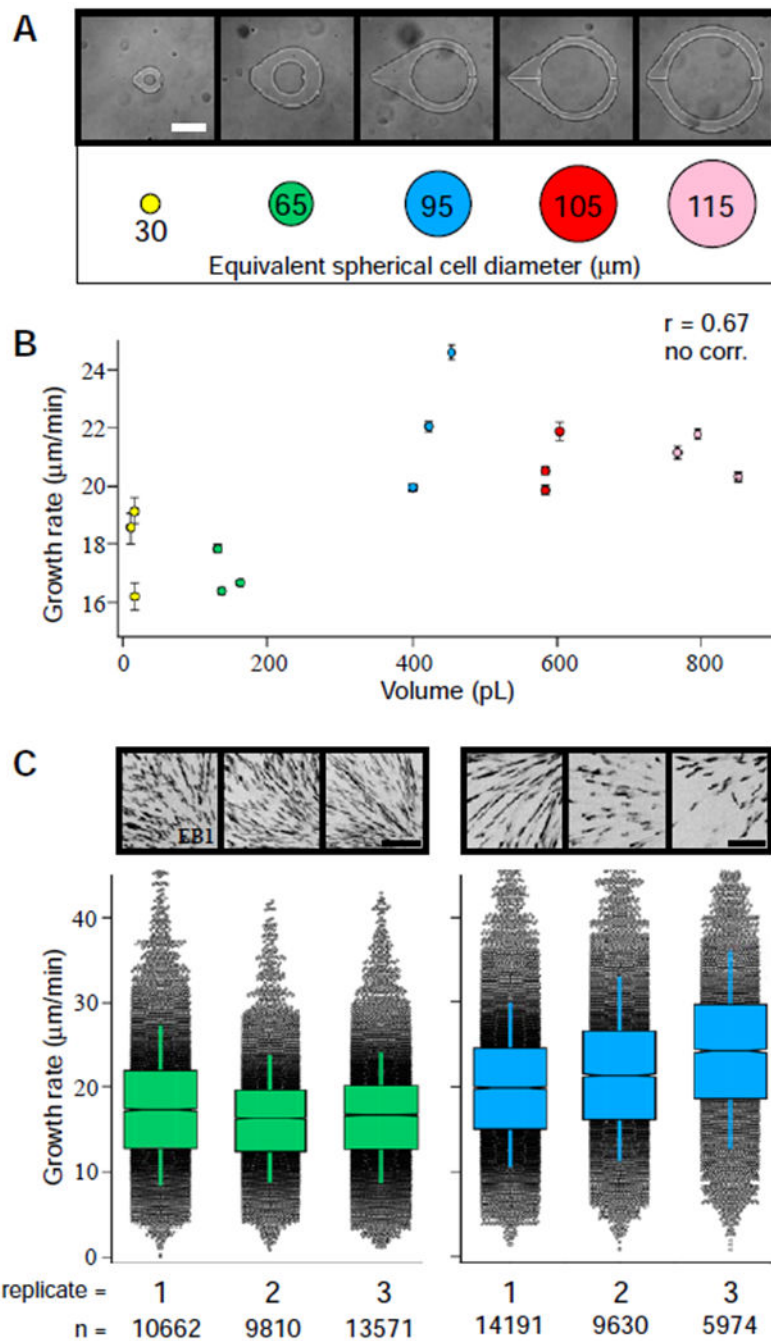 A
30
65
95
105
115
Equivalent spherical cell diameter (μm)
B
r = 0.67
no corr.
Growth rate (μm/min)
24
22
20
18
16
0 200 400 600 800
Volume (pL)
C
EB1
Growth rate (μm/min)
40
30
20
10
0
replicate = 1 2 3 1 2 3
n = 10662 9810 13571 14191 9630 5974